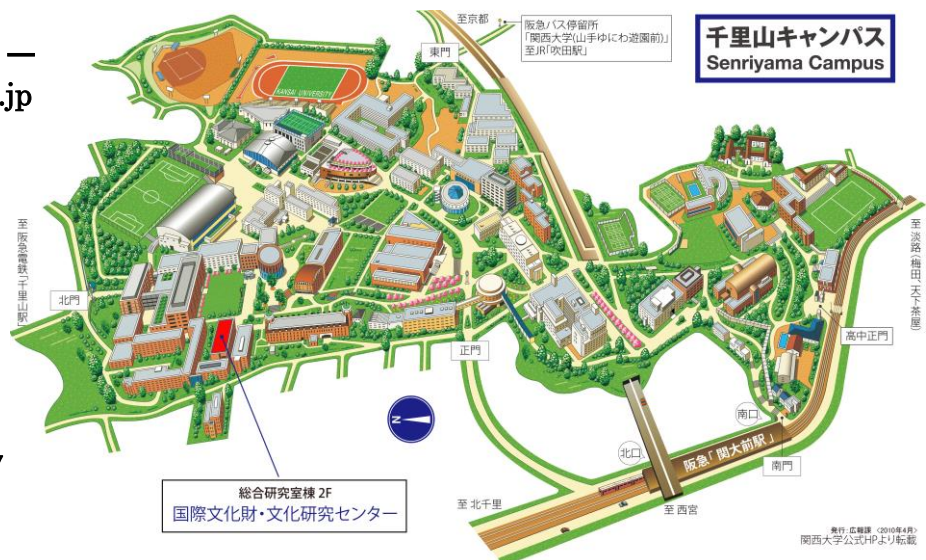 千里山キャンパス
Senriyama Campus
至京都
阪急バス停留所
「関西大学(山手ゆにわ遊園前)」
至JR「吹田駅」
東門
.jp
KANSAI UNIVERSITY
至 阪急電鉄「千里山駅」
至 淡路(梅田、天下茶屋)
北門
正門
高中正門
N
南口
北口
阪急「関大前駅」
南門
総合研究室棟 2F
国際文化財・文化研究センター
至 北千里
至 西宮
発行:広報課 〈2010年4月〉
関西大学公式HPより転載